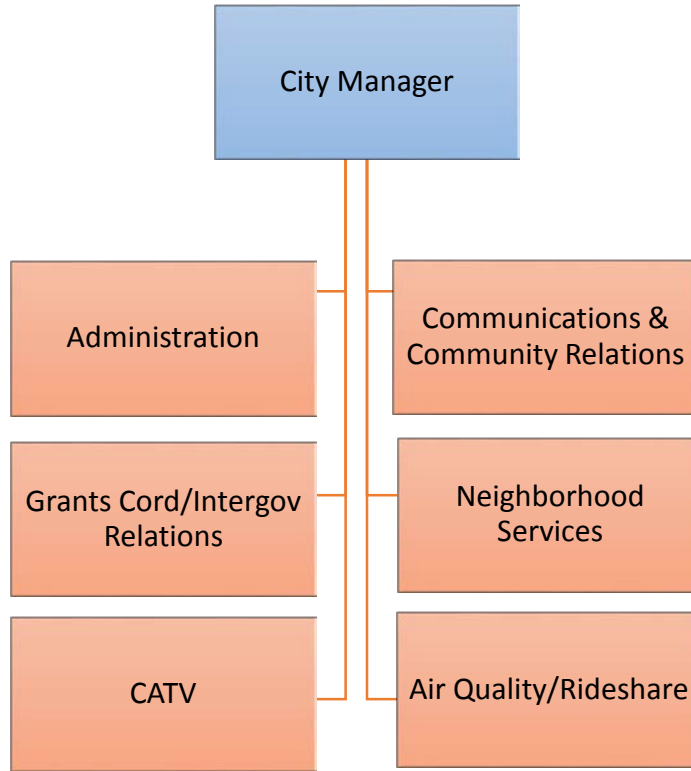 City Manager
Administration
Communications &
Community Relations
Grants Cord/Intergov
Relations
Neighborhood
Services
CATV
Air Quality/Rideshare